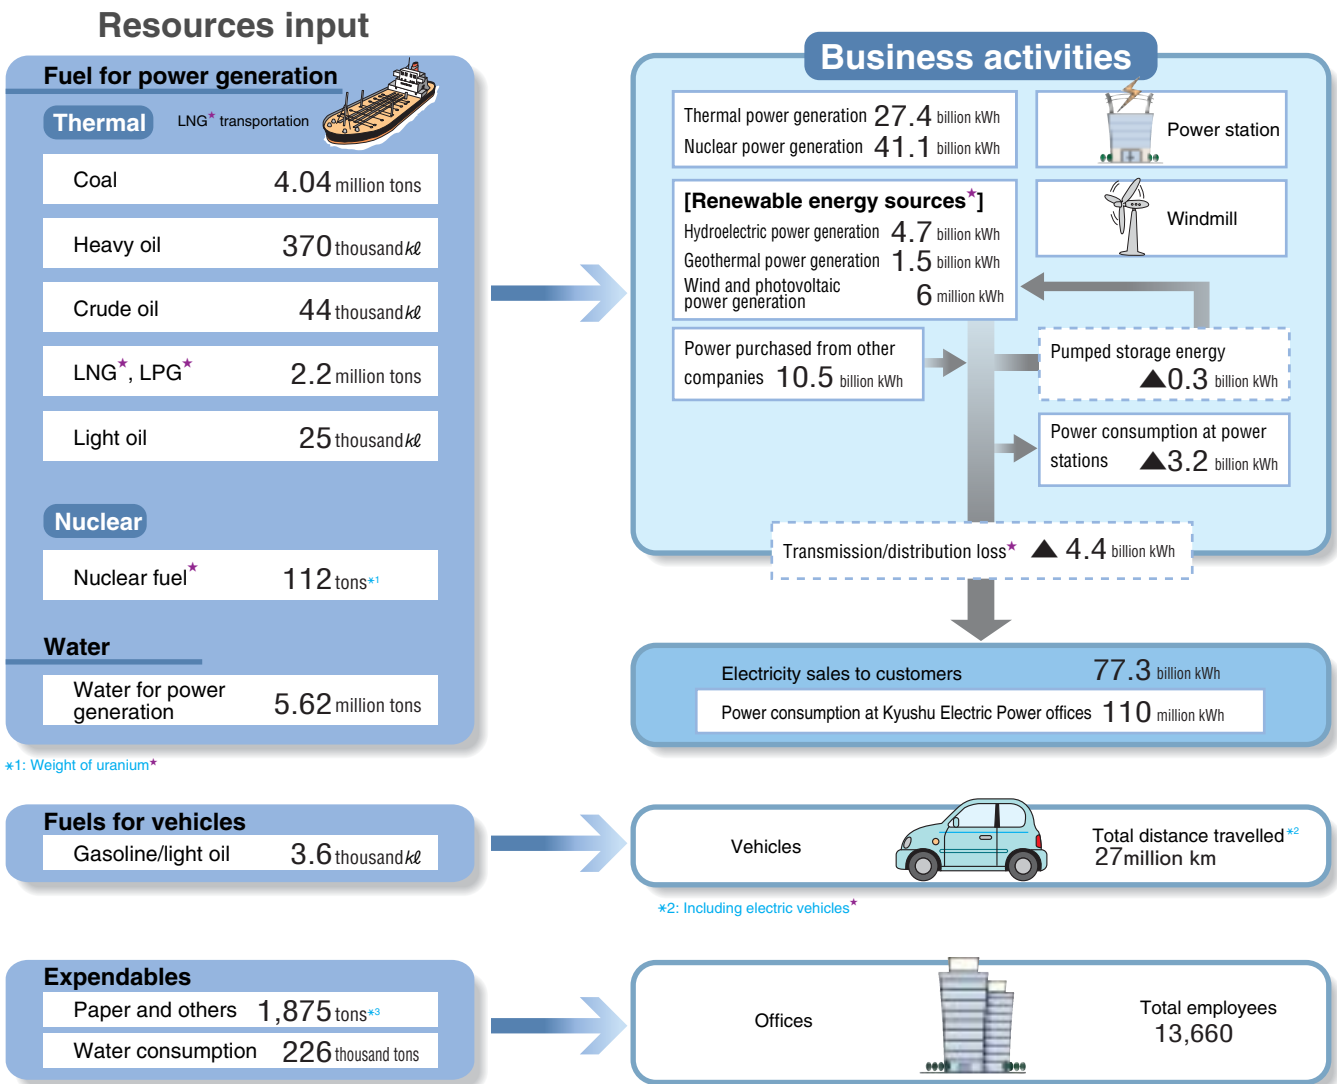 Resources input
Fuel for power generation
Thermal
LNG★ transportation
Coal 4.04 million tons
Heavy oil 370 thousand kℓ
Crude oil 44 thousand kℓ
LNG★, LPG★ 2.2 million tons
Light oil 25 thousand kℓ
Nuclear
Nuclear fuel★ 112 tons*1
Water
Water for power
generation 5.62 million tons
*1: Weight of uranium★
Business activities
Thermal power generation 27.4 billion kWh
Nuclear power generation 41.1 billion kWh
Power station
[Renewable energy sources★]
Hydroelectric power generation 4.7 billion kWh
Geothermal power generation 1.5 billion kWh
Wind and photovoltaic
power generation 6 million kWh
Windmill
Power purchased from other
companies 10.5 billion kWh
Pumped storage energy
▲0.3 billion kWh
Power consumption at power
stations ▲3.2 billion kWh
Transmission/distribution loss★ ▲ 4.4 billion kWh
Electricity sales to customers 77.3 billion kWh
Power consumption at Kyushu Electric Power offices 110 million kWh
Fuels for vehicles
Gasoline/light oil 3.6 thousand kℓ
Vehicles
Total distance travelled*2
27million km
*2: Including electric vehicles★
Expendables
Paper and others 1,875 tons*3
Water consumption 226 thousand tons
Offices
Total employees
13,660